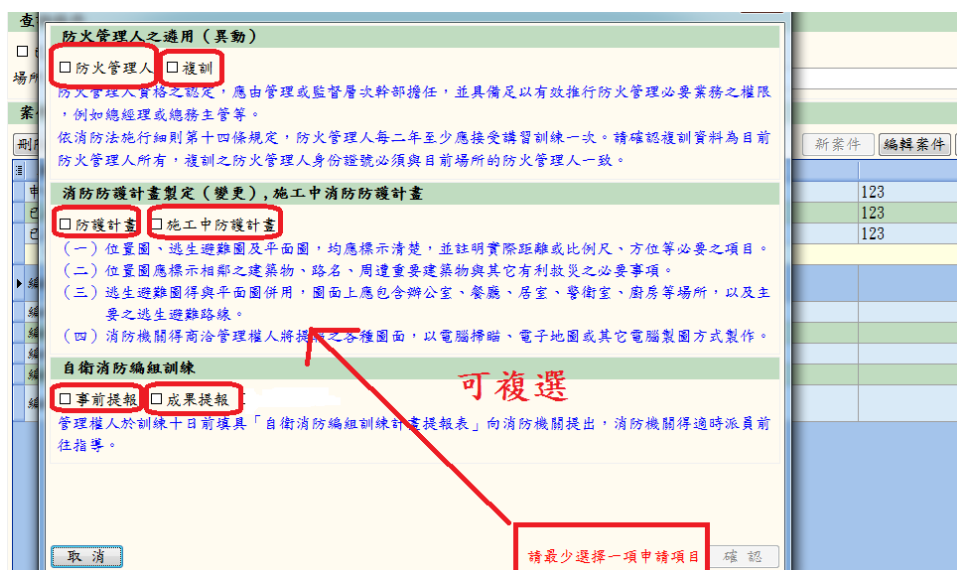 查
防火管理人之遴用（異動）
□防火管理人 □複訓
場所
防火管理人資格之認定，應由管理或監督層次幹部擔任，並具備足以有效推行防火管理必要業務之權限
，例如總經理或總務主管等。
案
依消防法施行細則第十四條規定，防火管理人每二年至少應接受講習訓練一次。請確認複訓資料為目前
防火管理人所有，複訓之防火管理人身份證號必須與目前場所的防火管理人一致。
新案件 編輯案件
消防防護計畫製定（變更），施工中消防防護計畫
123
123
123
□防護計畫 □施工中防護計畫
（一）位置圖、逃生避難圖及平面圖，均應標示清楚，並註明實際距離或比例尺、方位等必要之項目。
（二）位置圖應標示相鄰之建築物、路名、周遭重要建築物與其它有利救災之必要事項。
（三）逃生避難圖得與平面圖併用，圖面上應包含辦公室、餐廳、居室、警衛室、廚房等場所，以及主
要之逃生避難路線。
（四）消防機關得商洽管理權人將提報之各種圖面，以電腦掃瞄、電子地圖或其它電腦製圖方式製作。
自衛消防編組訓練
可複選
□事前提報 □成果提報
管理權人於訓練十日前填具「自衛消防編組訓練計畫提報表」向消防機關提出，消防機關得適時派員前
往指導。
取消 請最少選擇一項申請項目 確認